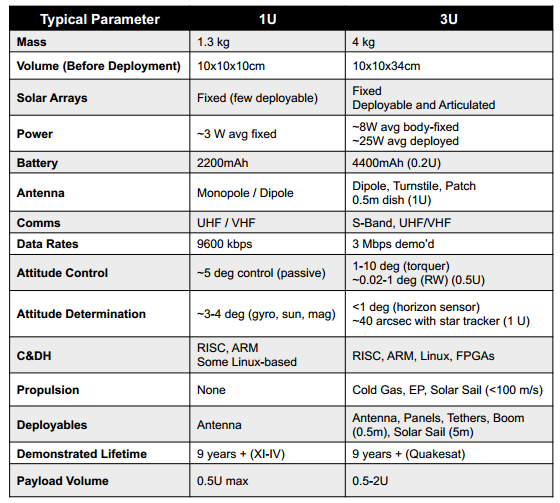 Typical Parameter 1U 3U
Mass 1.3 kg 4 kg
Volume (Before Deployment) 10x10x10cm 10x10x34cm
Solar Arrays Fixed (few deployable) Fixed
Deployable and Articulated
Power ~3 W avg fixed ~8W avg body-fixed
~25W avg deployed
Battery 2200mAh 4400mAh (0.2U)
Antenna Monopole / Dipole Dipole, Turnstile, Patch
0.5m dish (1U)
Comms UHF / VHF S-Band, UHF/VHF
Data Rates 9600 kbps 3 Mbps demo'd
Attitude Control ~5 deg control (passive) 1-10 deg (torquer)
~0.02-1 deg (RW) (0.5U)
Attitude Determination ~3-4 deg (gyro, sun, mag) <1 deg (horizon sensor)
~40 arcsec with star tracker (1 U)
C&DH RISC, ARM
Some Linux-based RISC, ARM, Linux, FPGAs
Propulsion None Cold Gas, EP, Solar Sail (<100 m/s)
Deployables Antenna Antenna, Panels, Tethers, Boom
(0.5m), Solar Sail (5m)
Demonstrated Lifetime 9 years + (XI-IV) 9 years + (Quakesat)
Payload Volume 0.5U max 0.5-2U